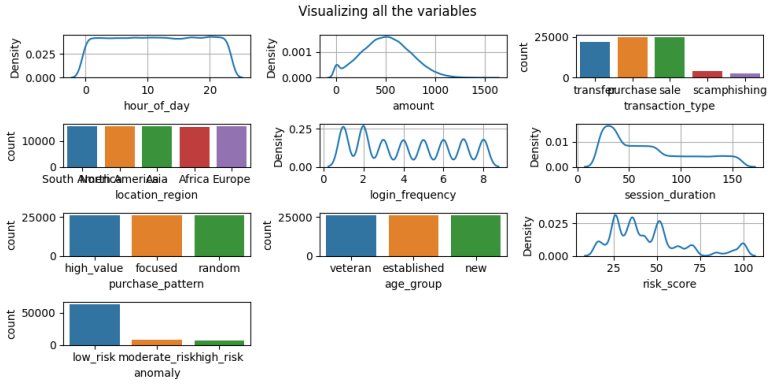 Visualizing all the variables
Density
0.025
0.000
0 10 20
hour_of_day
Density
0.001
0.000
0 500 1000 1500
amount
count
25000
0
transfer purchase sale scam phishing
transaction_type
count
10000
0
South America North America Asia Africa Europe
location_region
Density
0.25
0.00
0 2 4 6 8
login_frequency
Density
0.01
0.00
0 50 100 150
session_duration
count
25000
0
high_value focused random
purchase_pattern
count
25000
0
veteran established new
age_group
Density
0.025
0.000
25 50 75 100
risk_score
count
50000
0
low_risk moderate_risk high_risk
anomaly